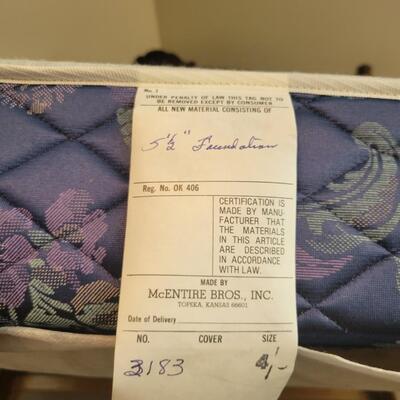 No. 1
UNDER PENALTY OF LAW THIS TAG NOT TO
BE REMOVED EXCEPT BY CONSUMER
ALL NEW MATERIAL CONSISTING OF
5½" Foundation
Reg. No. OK 406
CERTIFICATION IS
MADE BY MANU-
FACTURER THAT
THE MATERIALS
IN THIS ARTICLE
ARE DESCRIBED
IN ACCORDANCE
WITH LAW.
MADE BY
McENTIRE BROS., INC.
TOPEKA, KANSAS 66601
Date of Delivery
NO. COVER SIZE
3183